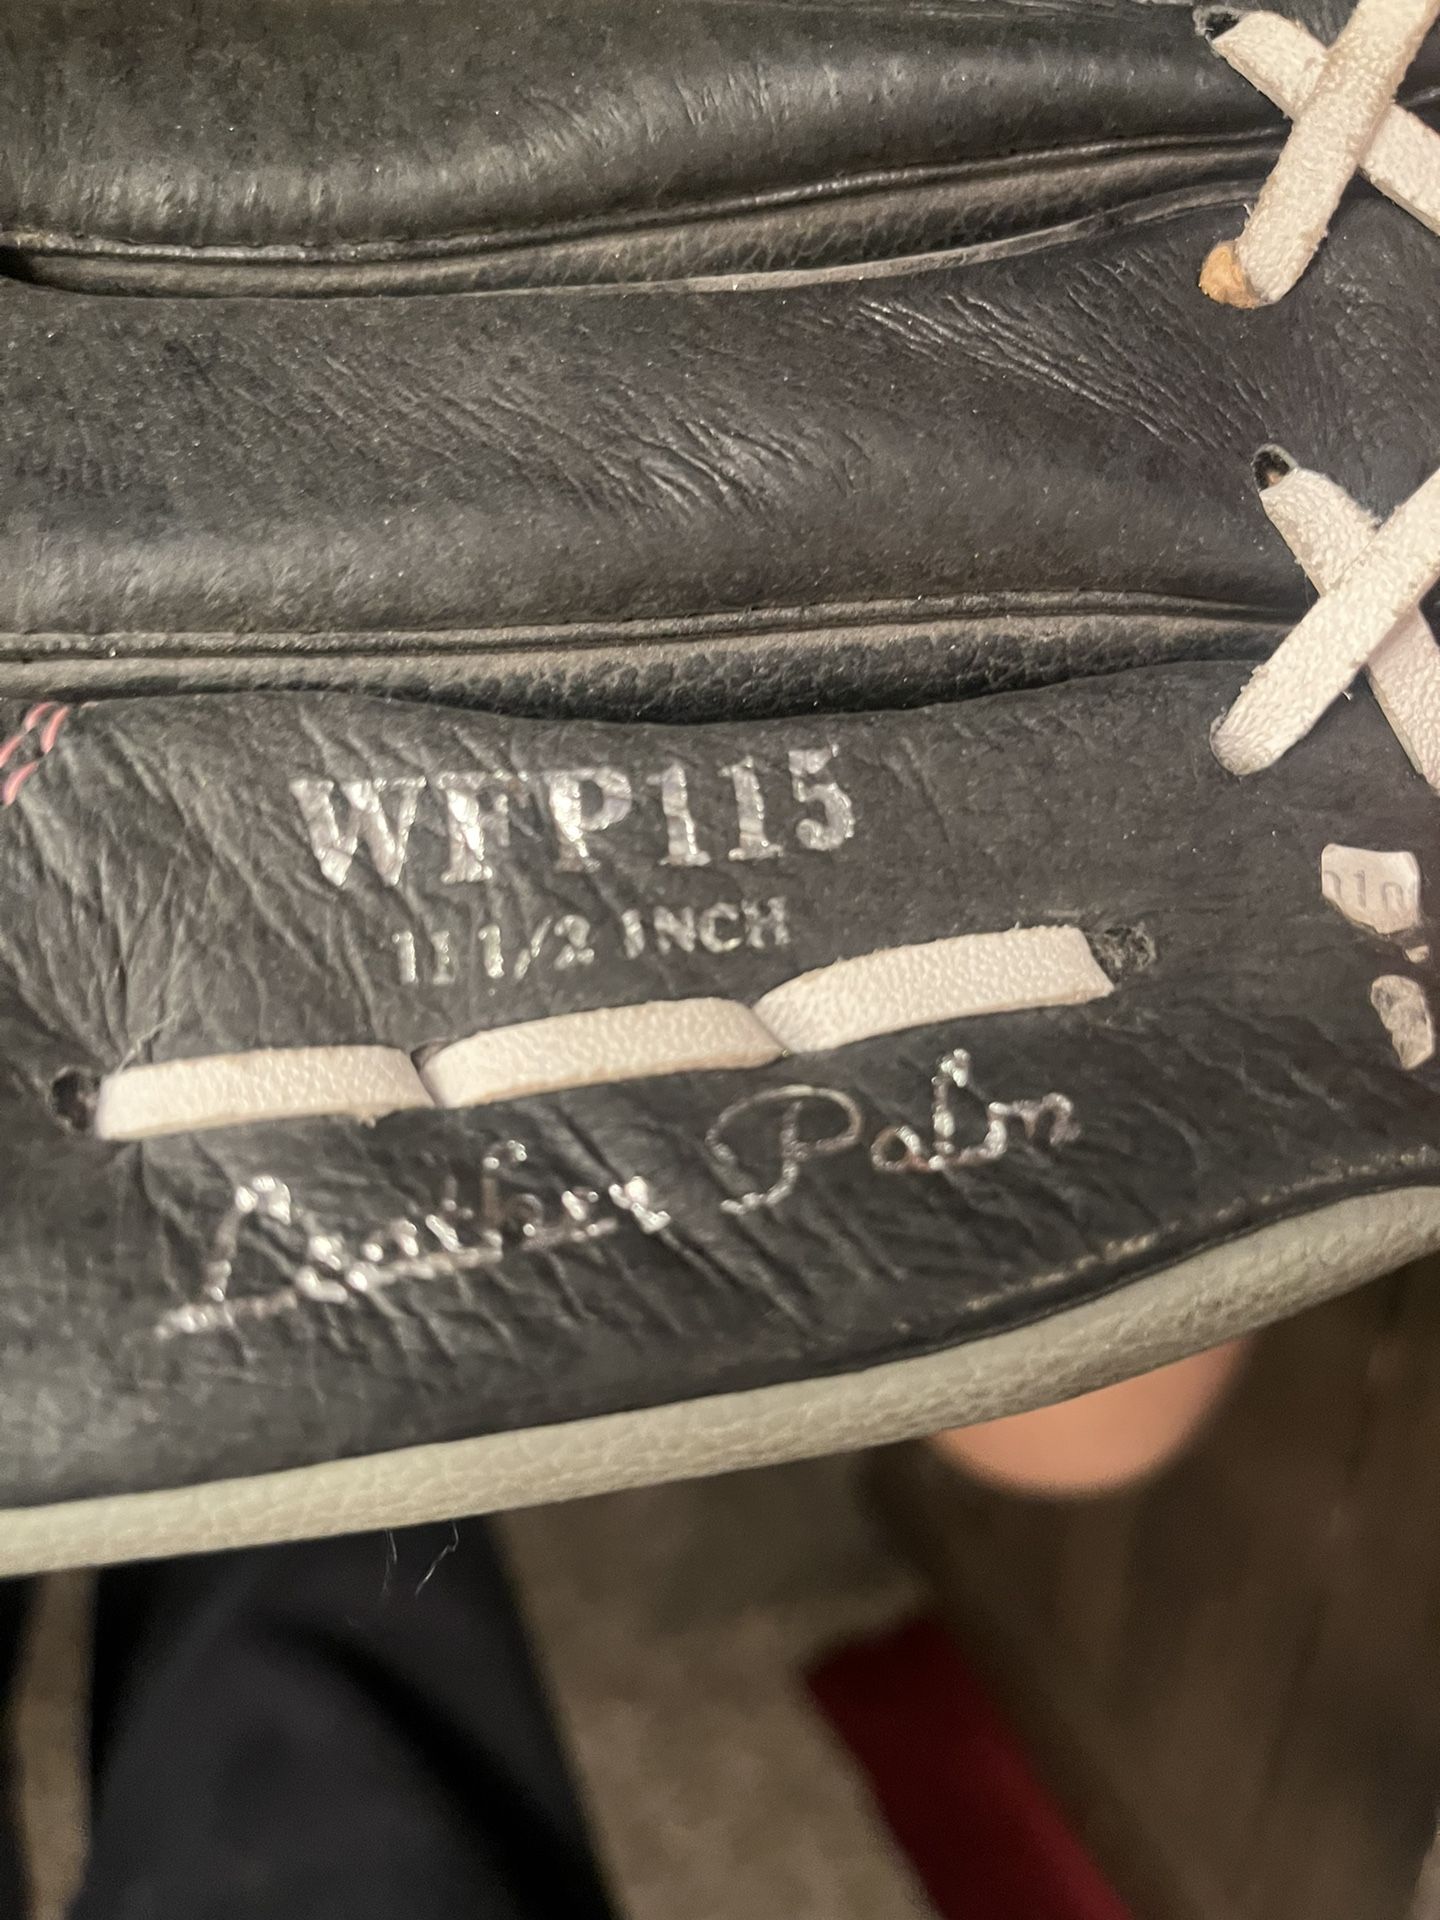 WFP115
11 1/2 INCH
Leather Palm